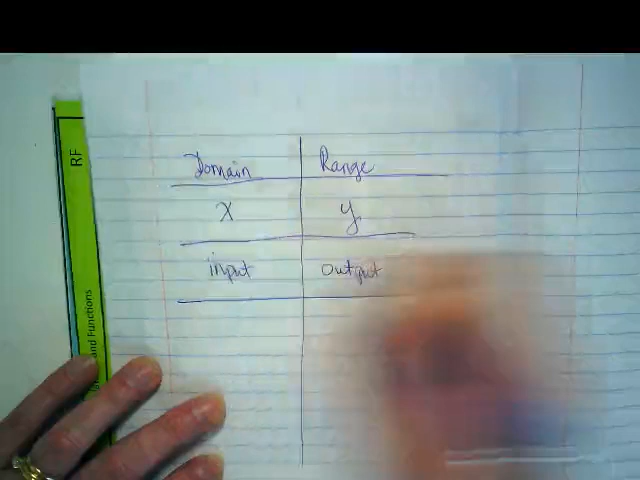 Domain Range
x y
input output
RF
and Functions